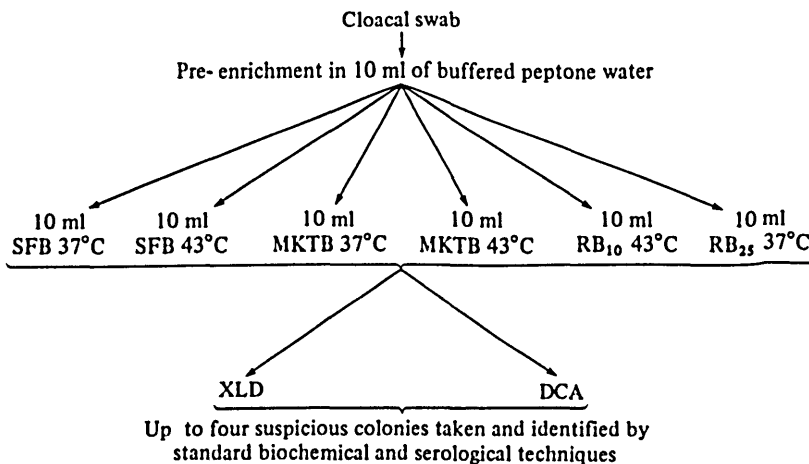 Cloacal swab
Pre- enrichment in 10 ml of buffered peptone water
10 ml 10 ml 10 ml 10 ml 10 ml 10 ml
SFB 37°C SFB 43°C MKTB 37°C MKTB 43°C RB₁₀ 43°C RB₂₅ 37°C
XLD DCA
Up to four suspicious colonies taken and identified by
standard biochemical and serological techniques